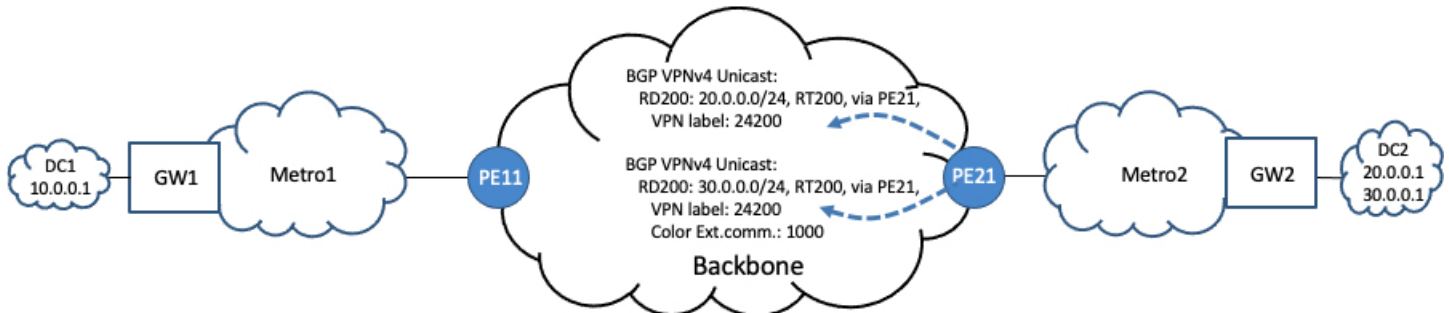 BGP VPNv4 Unicast:
RD200: 20.0.0.0/24, RT200, via PE21,
VPN label: 24200
DC1
10.0.0.1
GW1
Metro1
PE11
BGP VPNv4 Unicast:
RD200: 30.0.0.0/24, RT200, via PE21,
VPN label: 24200
Color Ext.comm.: 1000
Backbone
PE21
Metro2
GW2
DC2
20.0.0.1
30.0.0.1